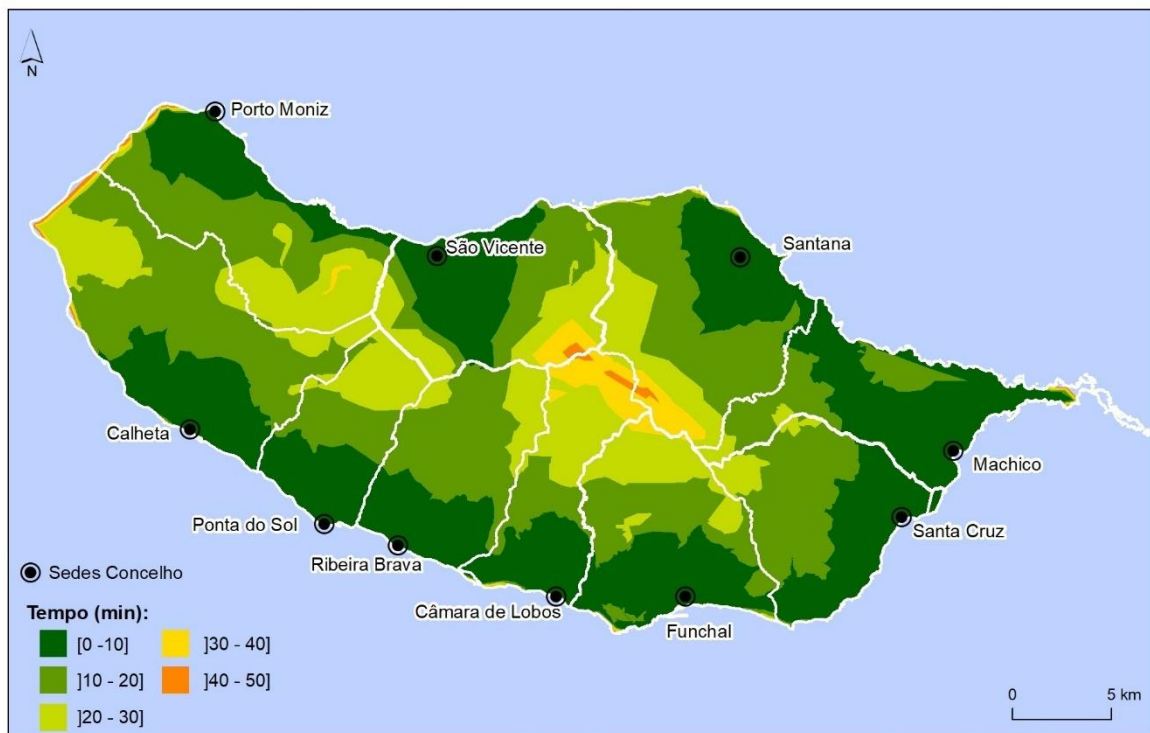 N
Porto Moniz
São Vicente
Santana
Calheta
Machico
Ponta do Sol
Santa Cruz
Ribeira Brava
Câmara de Lobos
Funchal
Sedes Concelho
Tempo (min):
[0 -10]
]10 - 20]
]20 - 30]
]30 - 40]
]40 - 50]
0 5 km